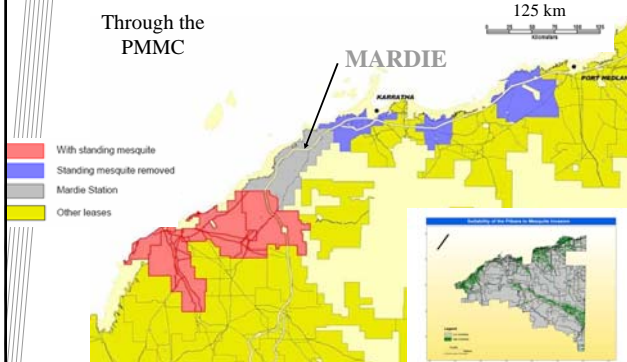 Through the
PMMC
125 km
Kilometers
MARDIE
KARRATHA
PORT HEDLAND
With standing mesquite
Standing mesquite removed
Mardie Station
Other leases
Suitability of the Pilbara to Mesquite Invasion
Legend